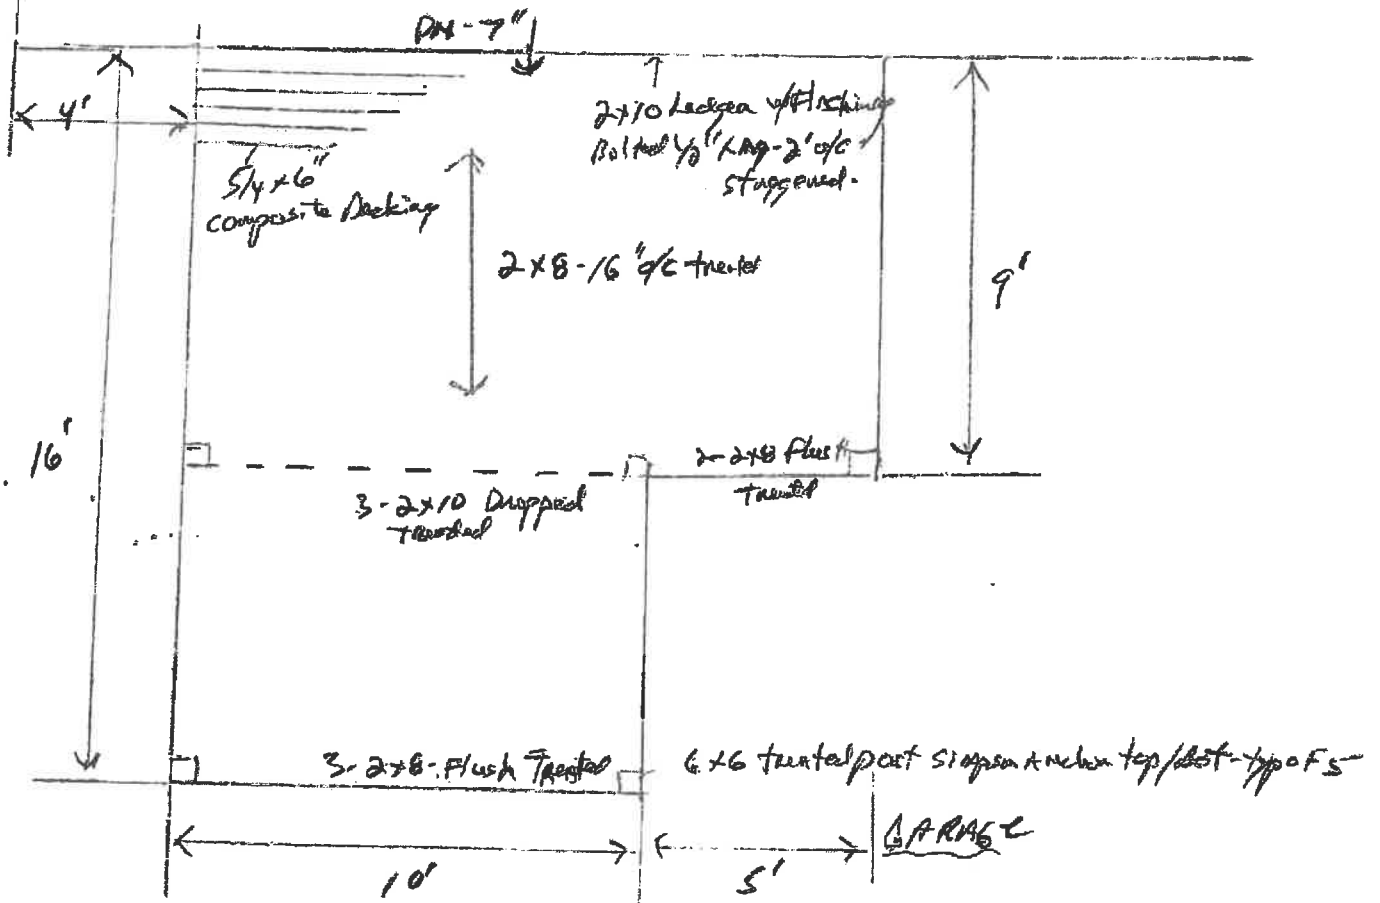 DN-7"
4'
2x10 Ledger w/Flashing
Bolted 1/2" LAg-2' o/c
staggered.
5/4x6"
composite Decking
2x8-16" o/c treated
9'
16'
2-2x8 Flush
Treated
3-2x10 Dropped
Treated
3-2x8-Flush Treated
6x6 treated post Simpson Anchor top/Bot-typ of 5
GARAGE
10'
5'